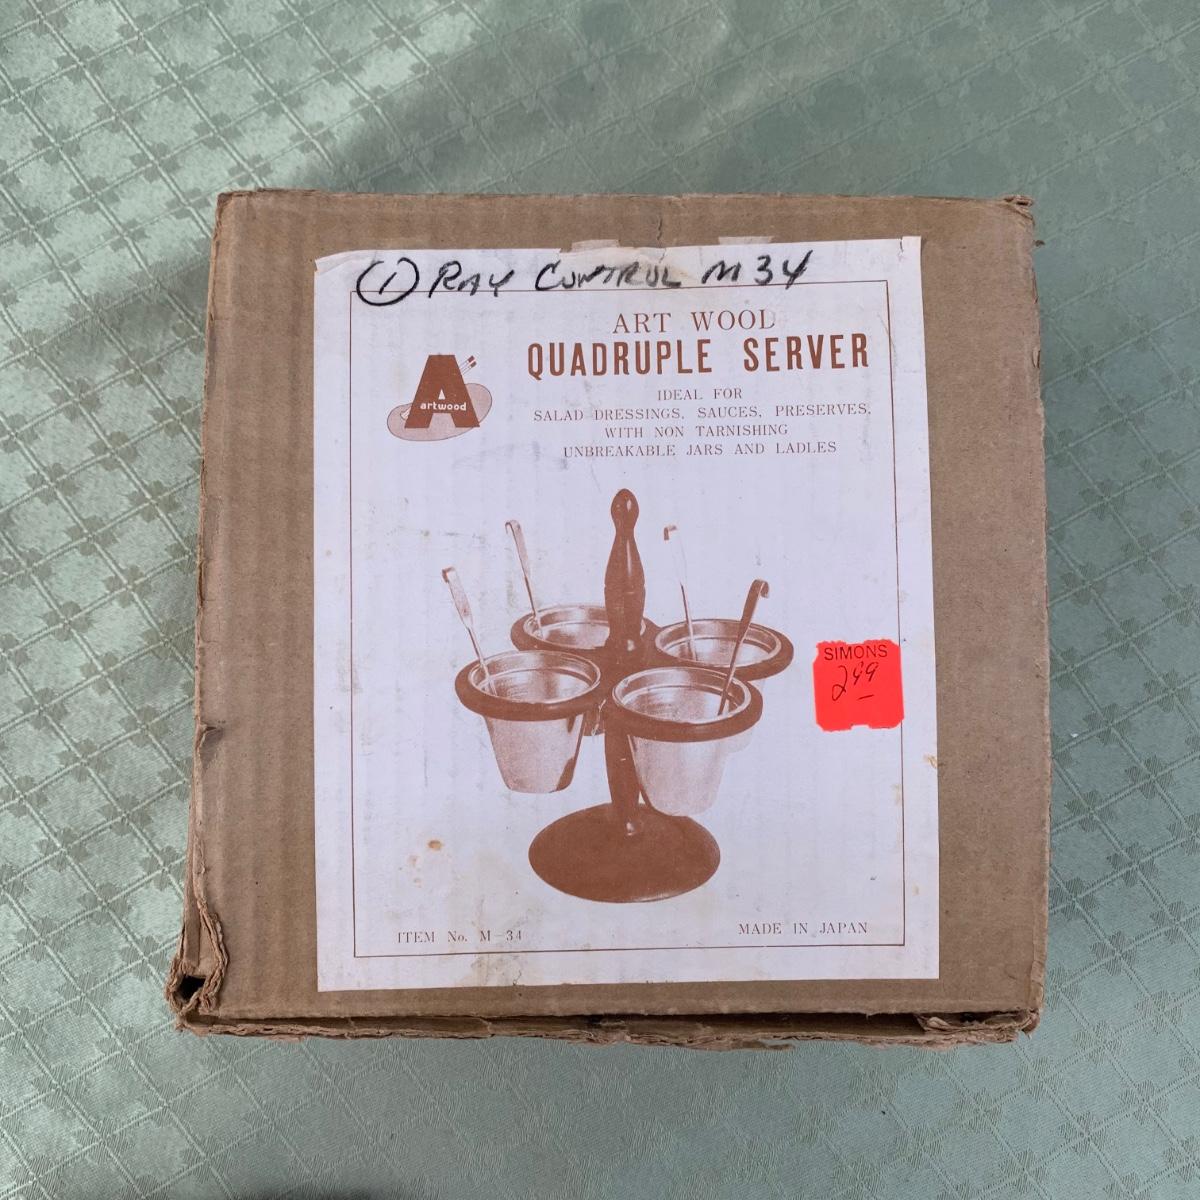 ① RAY CONTROL M34
ART WOOD
QUADRUPLE SERVER
artwood
IDEAL FOR
SALAD DRESSINGS, SAUCES, PRESERVES,
WITH NON TARNISHING
UNBREAKABLE JARS AND LADLES
SIMONS
2 99
ITEM No. M-34
MADE IN JAPAN